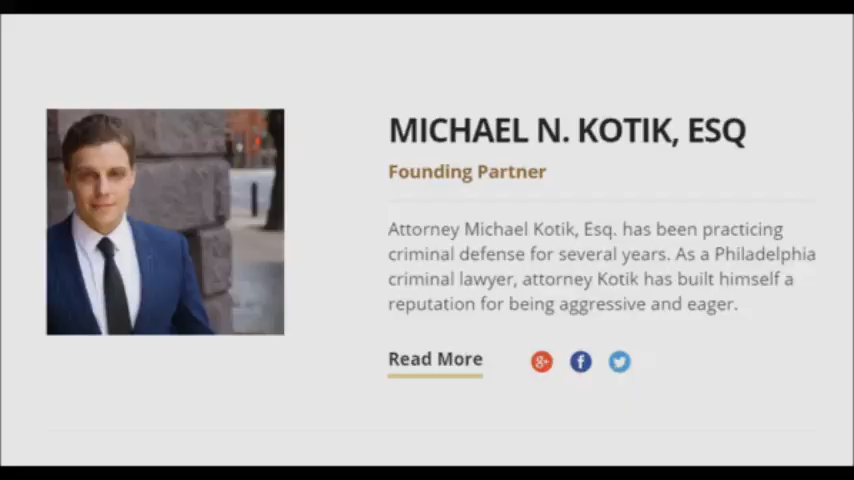 MICHAEL N. KOTIK, ESQ
Founding Partner
Attorney Michael Kotik, Esq. has been practicing
criminal defense for several years. As a Philadelphia
criminal lawyer, attorney Kotik has built himself a
reputation for being aggressive and eager.
Read More
g+ f